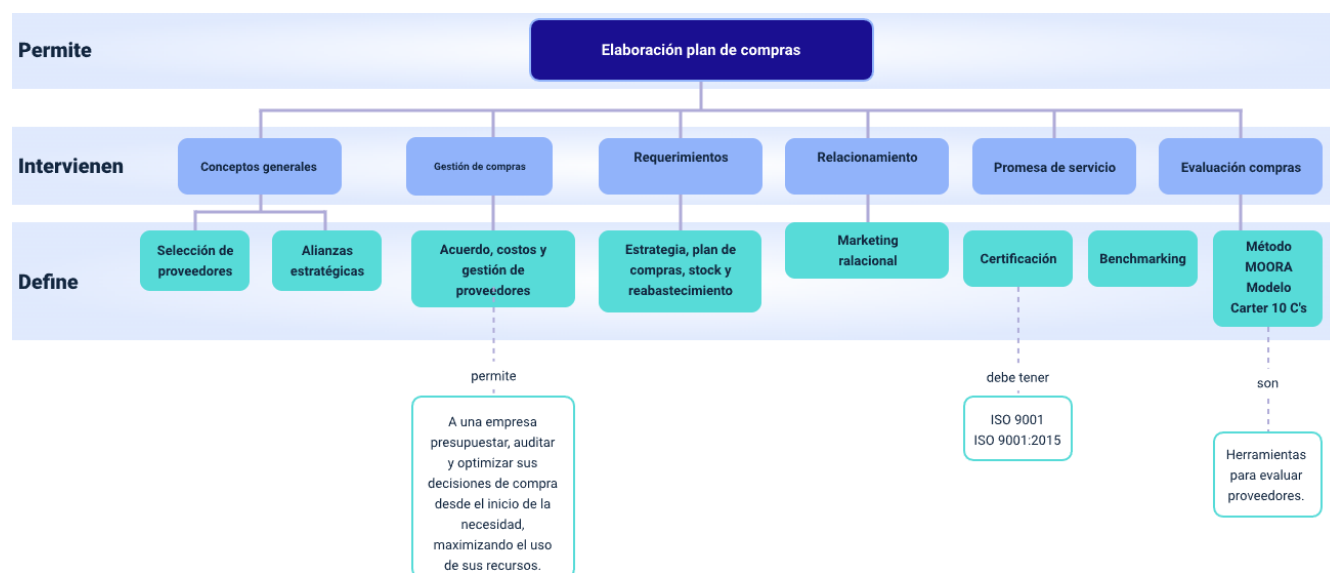 Permite
Elaboración plan de compras
Intervienen
Conceptos generales
Gestión de compras
Requerimientos
Relacionamiento
Promesa de servicio
Evaluación compras
Define
Selección de
proveedores
Alianzas
estratégicas
Acuerdo, costos y
gestión de
proveedores
Estrategia, plan de
compras, stock y
reabastecimiento
Marketing
ralacional
Certificación
Benchmarking
Método
MOORA
Modelo
Carter 10 C's
permite
A una empresa
presupuestar, auditar
y optimizar sus
decisiones de compra
desde el inicio de la
necesidad,
maximizando el uso
de sus recursos.
debe tener
ISO 9001
ISO 9001:2015
son
Herramientas
para evaluar
proveedores.